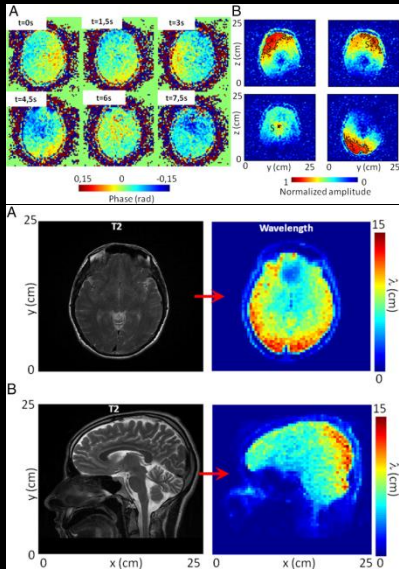 A
B
t=0s
t=1,5s
t=3s
t=4,5s
t=6s
t=7,5s
25
z (cm)
0
25
z (cm)
0
0
y (cm)
25
0
y (cm)
25
0,15
0
-0,15
Phase (rad)
1
0
Normalized amplitude
A
T2
Wavelength
25
y (cm)
0
15
λ (cm)
0
B
T2
25
y (cm)
0
15
λ (cm)
0
0
x (cm)
25
0
x (cm)
25